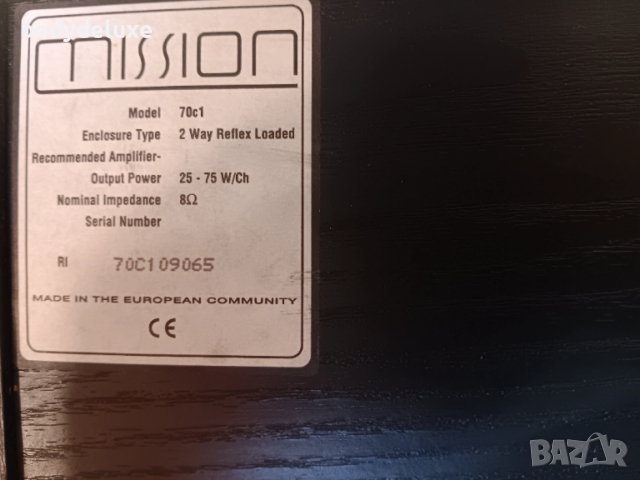 bobydeluxe
mission
Model 70c1
Enclosure Type 2 Way Reflex Loaded
Recommended Amplifier-
Output Power 25 - 75 W/Ch
Nominal Impedance 8Ω
Serial Number
RI 70C109065
MADE IN THE EUROPEAN COMMUNITY
CE
BAZAR